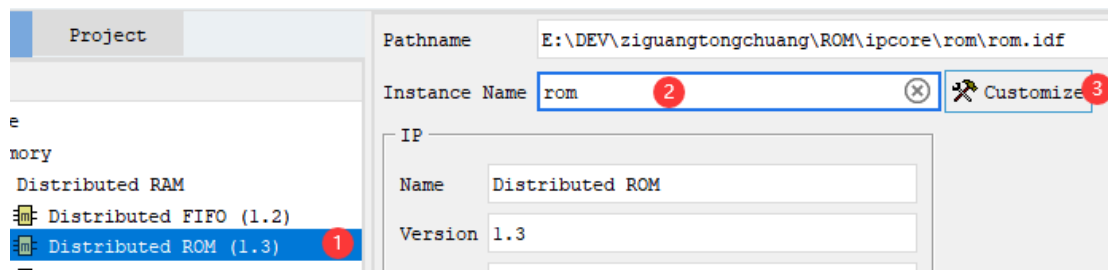 Project
Pathname E:\DEV\ziguangtongchuang\ROM\ipcore\rom\rom.idf
Instance Name rom 2 Customize 3
e
mory
IP
Distributed RAM
Name Distributed ROM
Distributed FIFO (1.2)
Version 1.3
Distributed ROM (1.3) 1